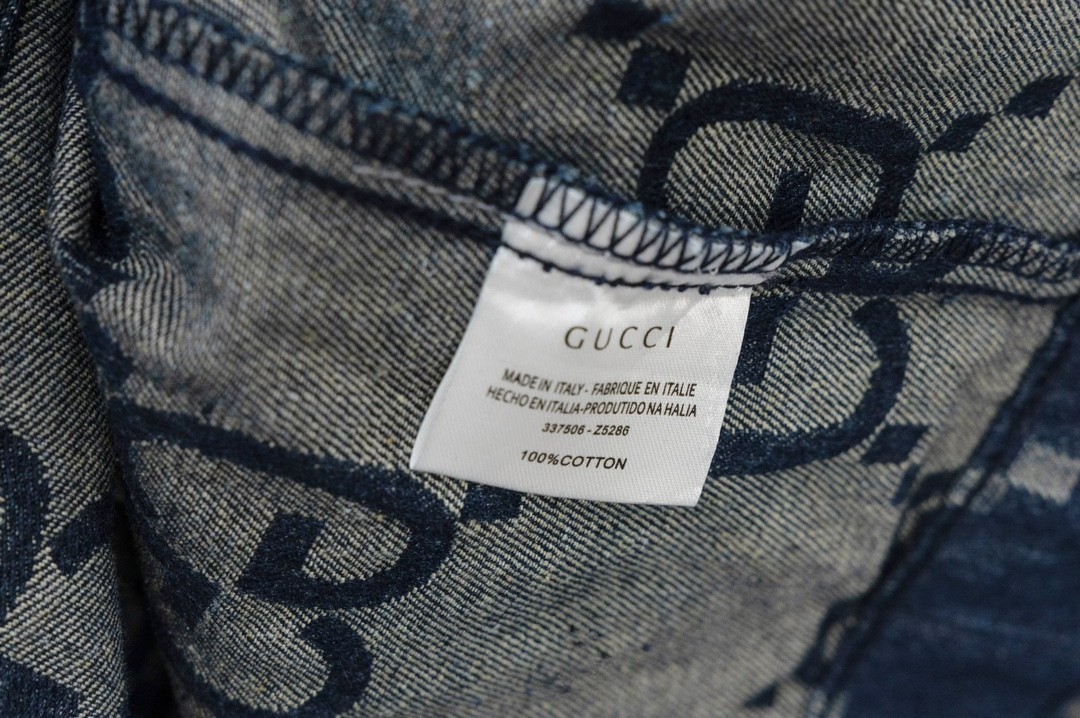 GUCCI
MADE IN ITALY - FABRIQUE EN ITALIE
HECHO EN ITALIA-PRODUTIDO NA HALIA
337506 - Z5286
100%COTTON